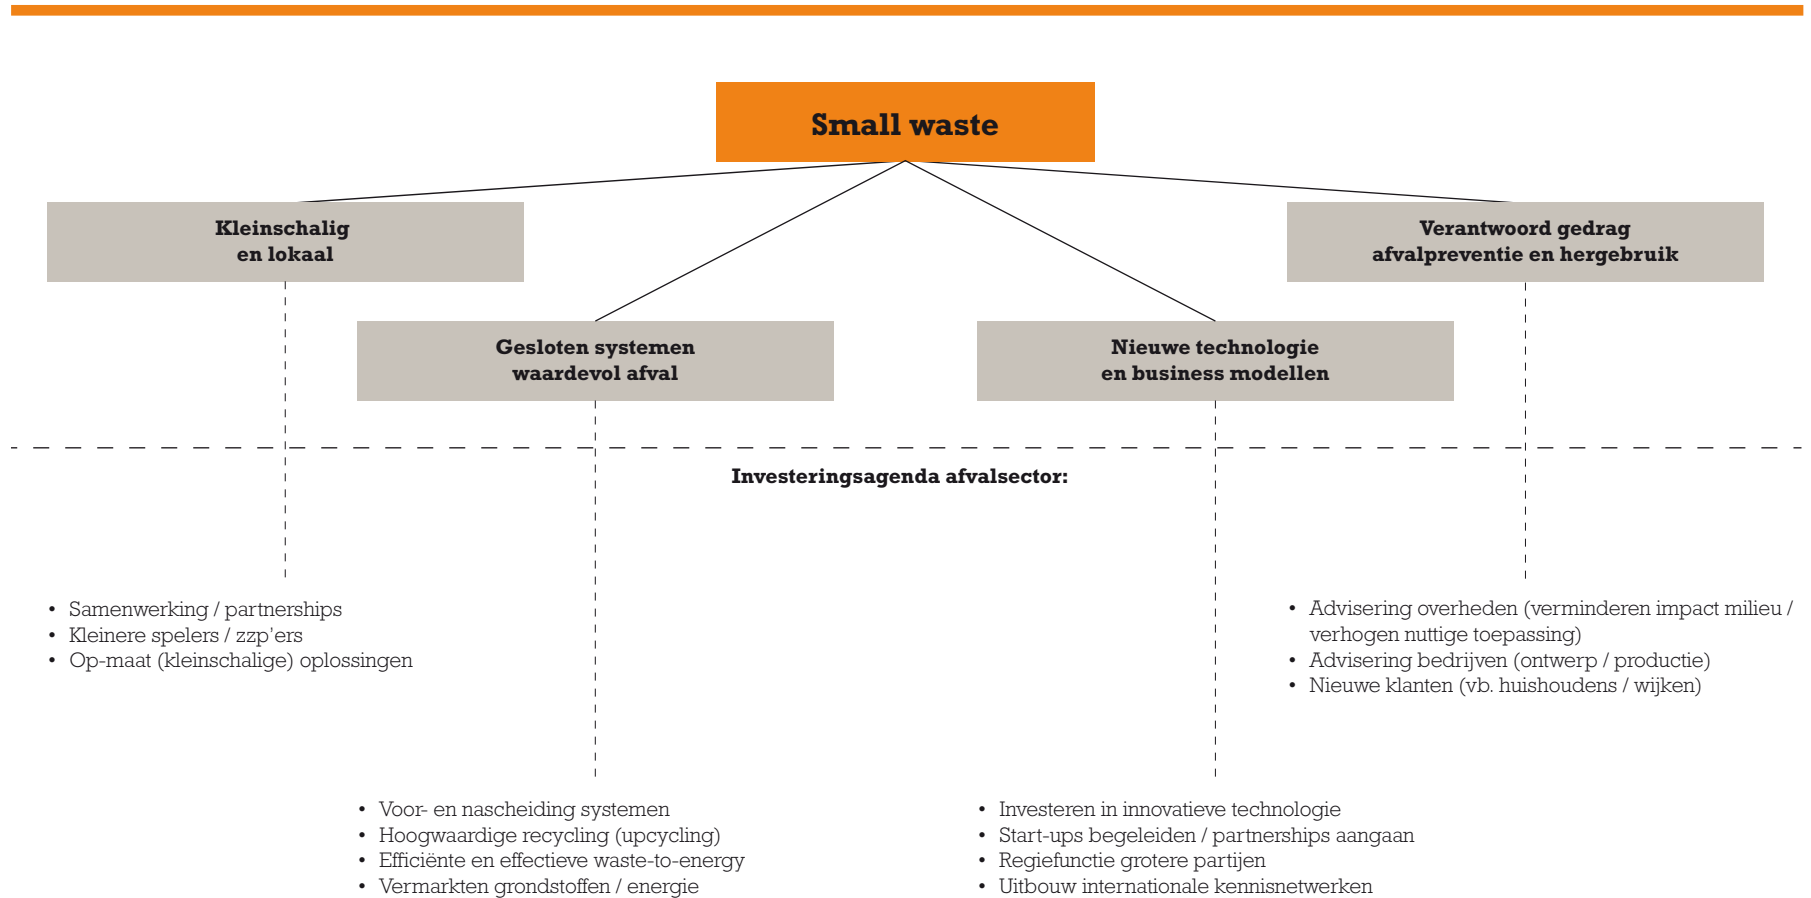 Small waste
Kleinschalig
en lokaal
Verantwoord gedrag
afvalpreventie en hergebruik
Gesloten systemen
waardevol afval
Nieuwe technologie
en business modellen
Investeringsagenda afvalsector:
• Samenwerking / partnerships
• Kleinere spelers / zzp'ers
• Op-maat (kleinschalige) oplossingen
• Advisering overheden (verminderen impact milieu /
verhogen nuttige toepassing)
• Advisering bedrijven (ontwerp / productie)
• Nieuwe klanten (vb. huishoudens / wijken)
• Voor- en nascheiding systemen
• Hoogwaardige recycling (upcycling)
• Efficiënte en effectieve waste-to-energy
• Vermarkten grondstoffen / energie
• Investeren in innovatieve technologie
• Start-ups begeleiden / partnerships aangaan
• Regiefunctie grotere partijen
• Uitbouw internationale kennisnetwerken